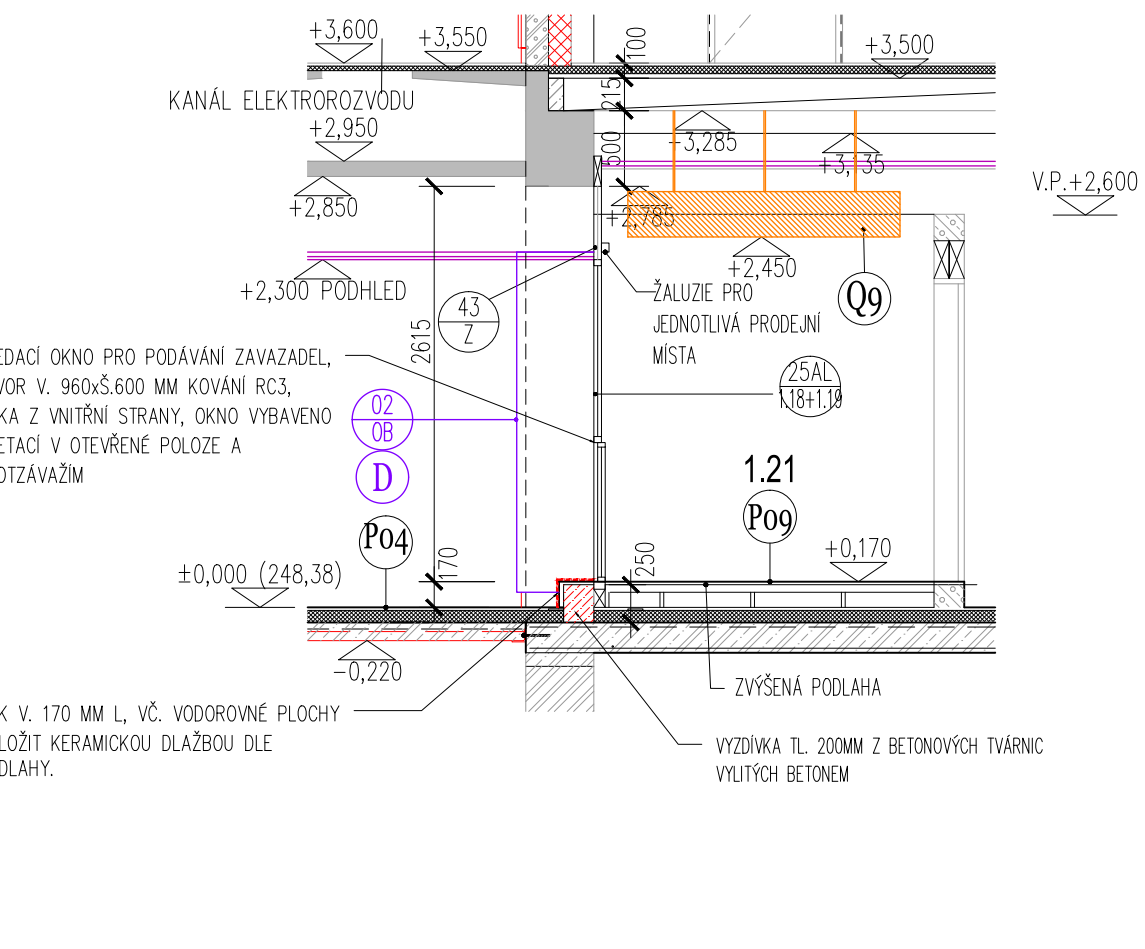 +3,600
+3,550
100
+3,500
KANÁL ELEKTROROZVODU
215
+2,950
500
+3,285
+3,135
V.P.+2,600
+2,850
+2,785
+2,450
+2,300 PODHLED
43
Z
ŽALUZIE PRO
JEDNOTLIVÁ PRODEJNÍ
MÍSTA
Q9
2615
EDACÍ OKNO PRO PODÁVÁNÍ ZAVAZADEL,
VOR V. 960xŠ.600 MM KOVÁNÍ RC3,
KA Z VNITŘNÍ STRANY, OKNO VYBAVENO
ETACÍ V OTEVŘENÉ POLOZE A
OTZÁVAŽÍM
25AL
1.18+1.19
02
OB
D
1.21
P09
P04
170
250
+0,170
±0,000 (248,38)
-0,220
ZVÝŠENÁ PODLAHA
K V. 170 MM L, VČ. VODOROVNÉ PLOCHY
LOŽIT KERAMICKOU DLAŽBOU DLE
DLAHY.
VYZDÍVKA TL. 200MM Z BETONOVÝCH TVÁRNIC
VYLITÝCH BETONEM